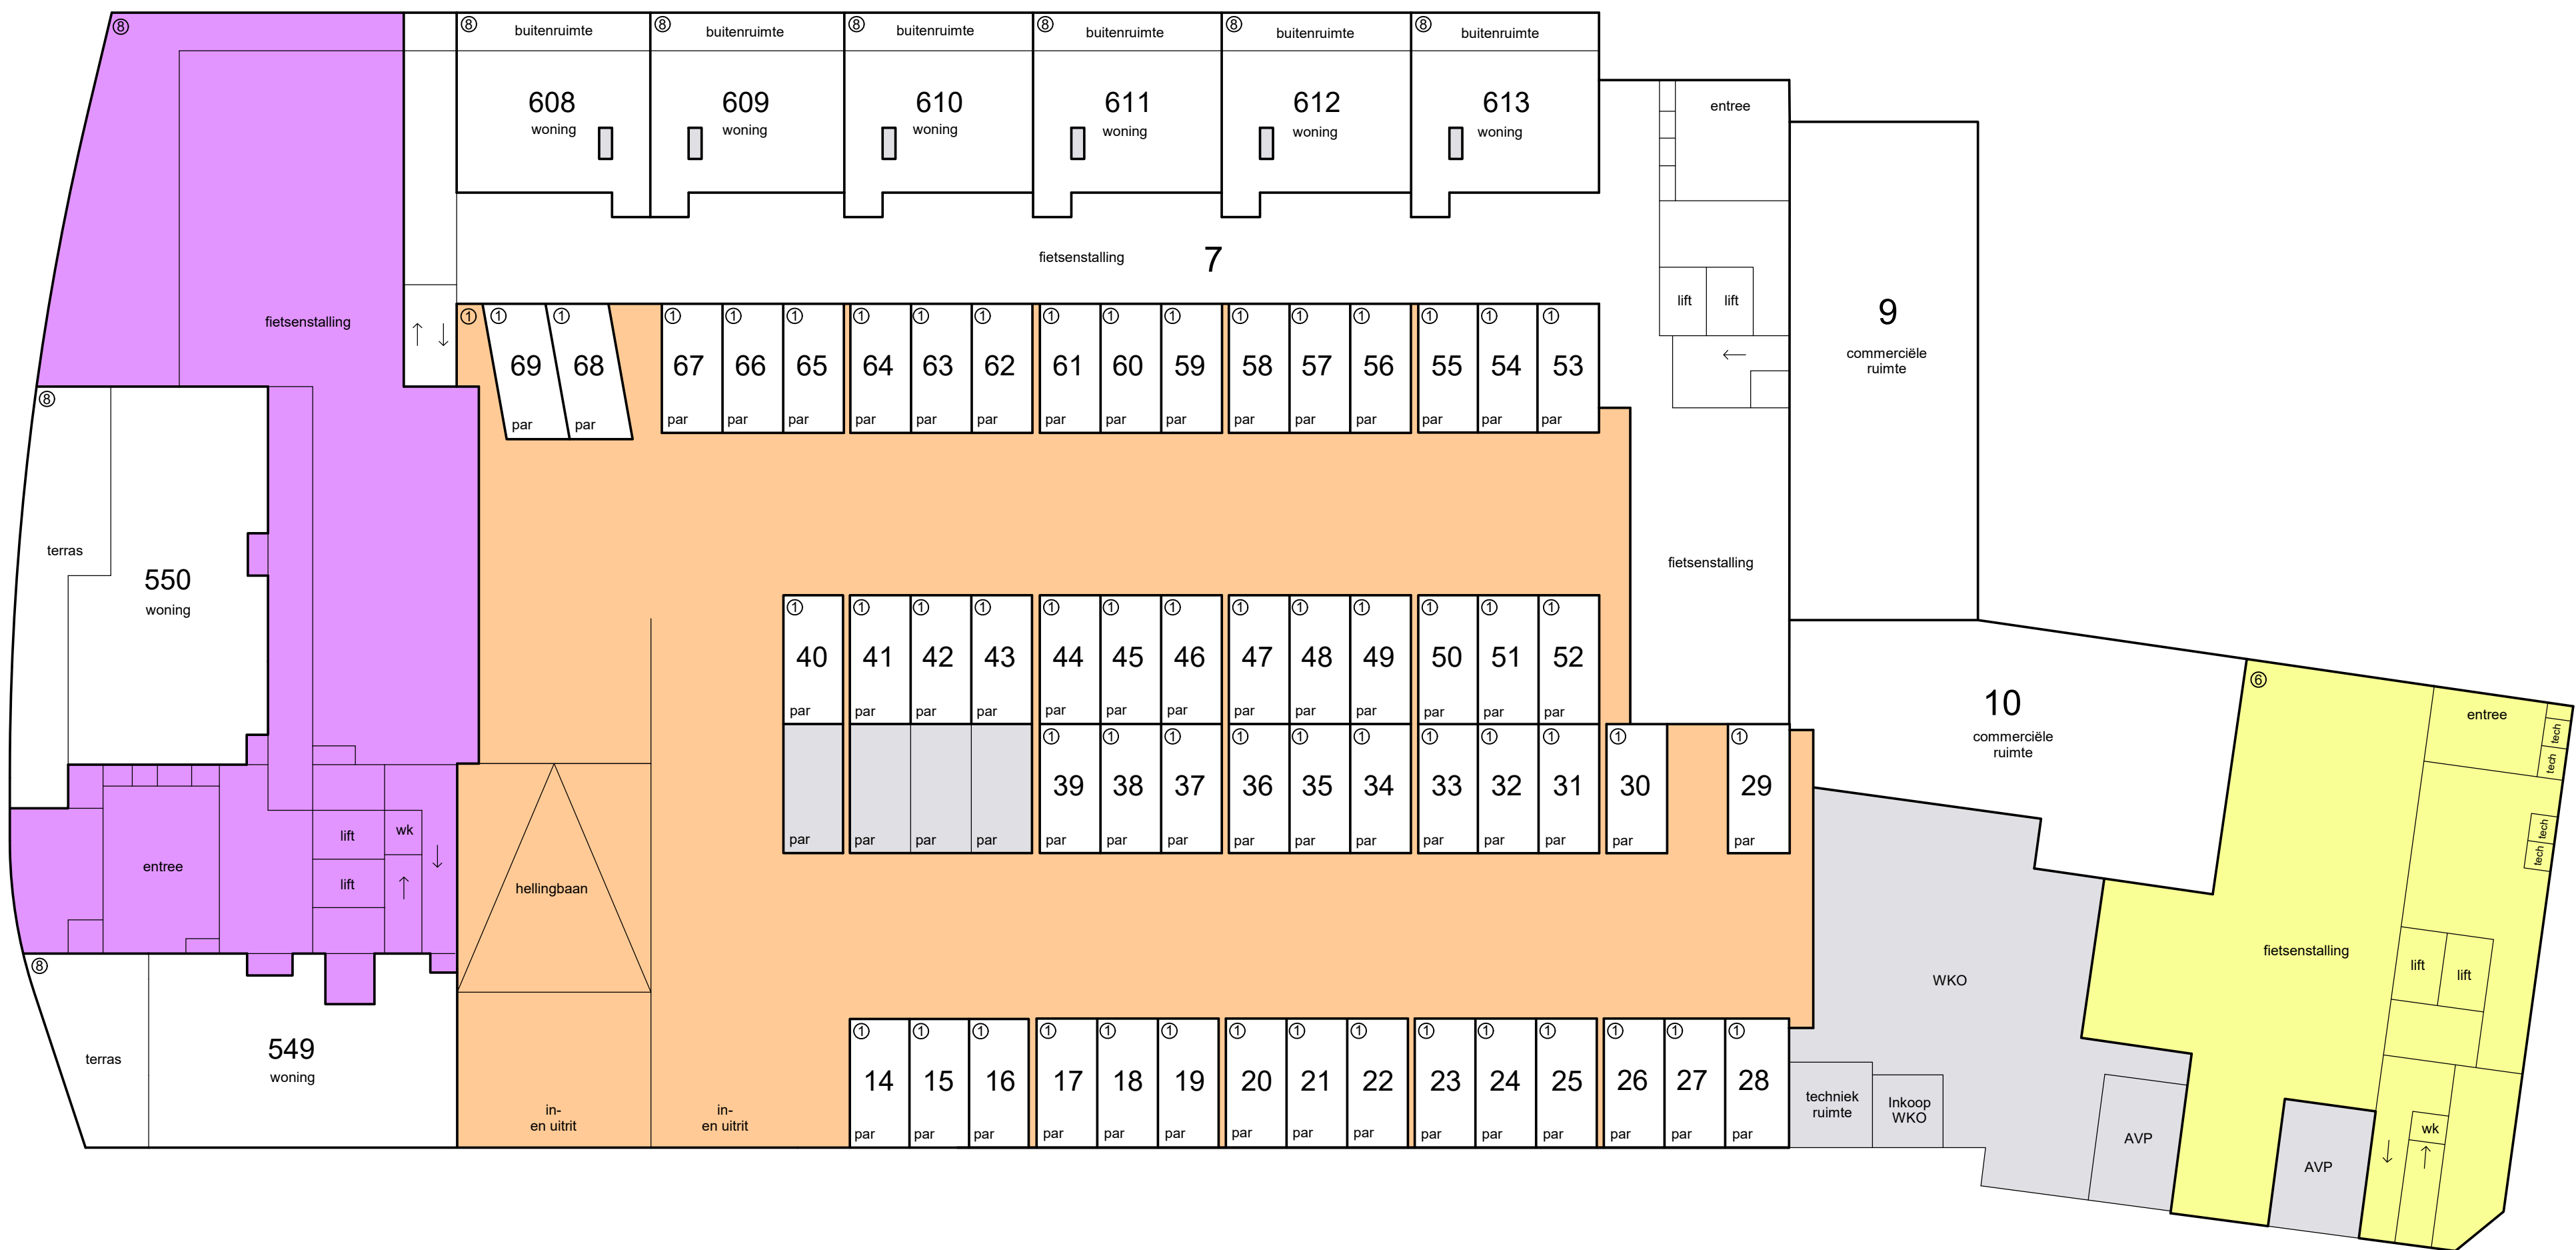 ⑧ ⑧ buitenruimte ⑧ buitenruimte ⑧ buitenruimte ⑧ buitenruimte ⑧ buitenruimte ⑧ buitenruimte
608 609 610 611 612 613
woning woning woning woning woning woning
entree
fietsenstalling 7
lift lift
9
commerciële
ruimte
fietsenstalling
① ① ① ① ① ① ① ① ① ① ① ① ① ① ① ① ① ①
69 68 67 66 65 64 63 62 61 60 59 58 57 56 55 54 53
par par par par par par par par par par par par par par par par par
⑧
terras
550
woning
fietsenstalling
① ① ① ① ① ① ① ① ① ① ① ① ①
40 41 42 43 44 45 46 47 48 49 50 51 52
par par par par par par par par par par par par par
① ① ① ① ① ① ① ① ① ① ①
39 38 37 36 35 34 33 32 31 30 29
par par par par par par par par par par par par par par par
10
commerciële
ruimte
⑥
entree
tech
tech
tech
tech
lift
wk
entree
lift
hellingbaan
fietsenstalling
lift lift
WKO
⑧
terras
549
woning
in-
en uitrit
in-
en uitrit
① ① ① ① ① ① ① ① ① ① ① ① ① ① ①
14 15 16 17 18 19 20 21 22 23 24 25 26 27 28
par par par par par par par par par par par par par par par
techniek
ruimte
Inkoop
WKO
AVP
AVP
wk